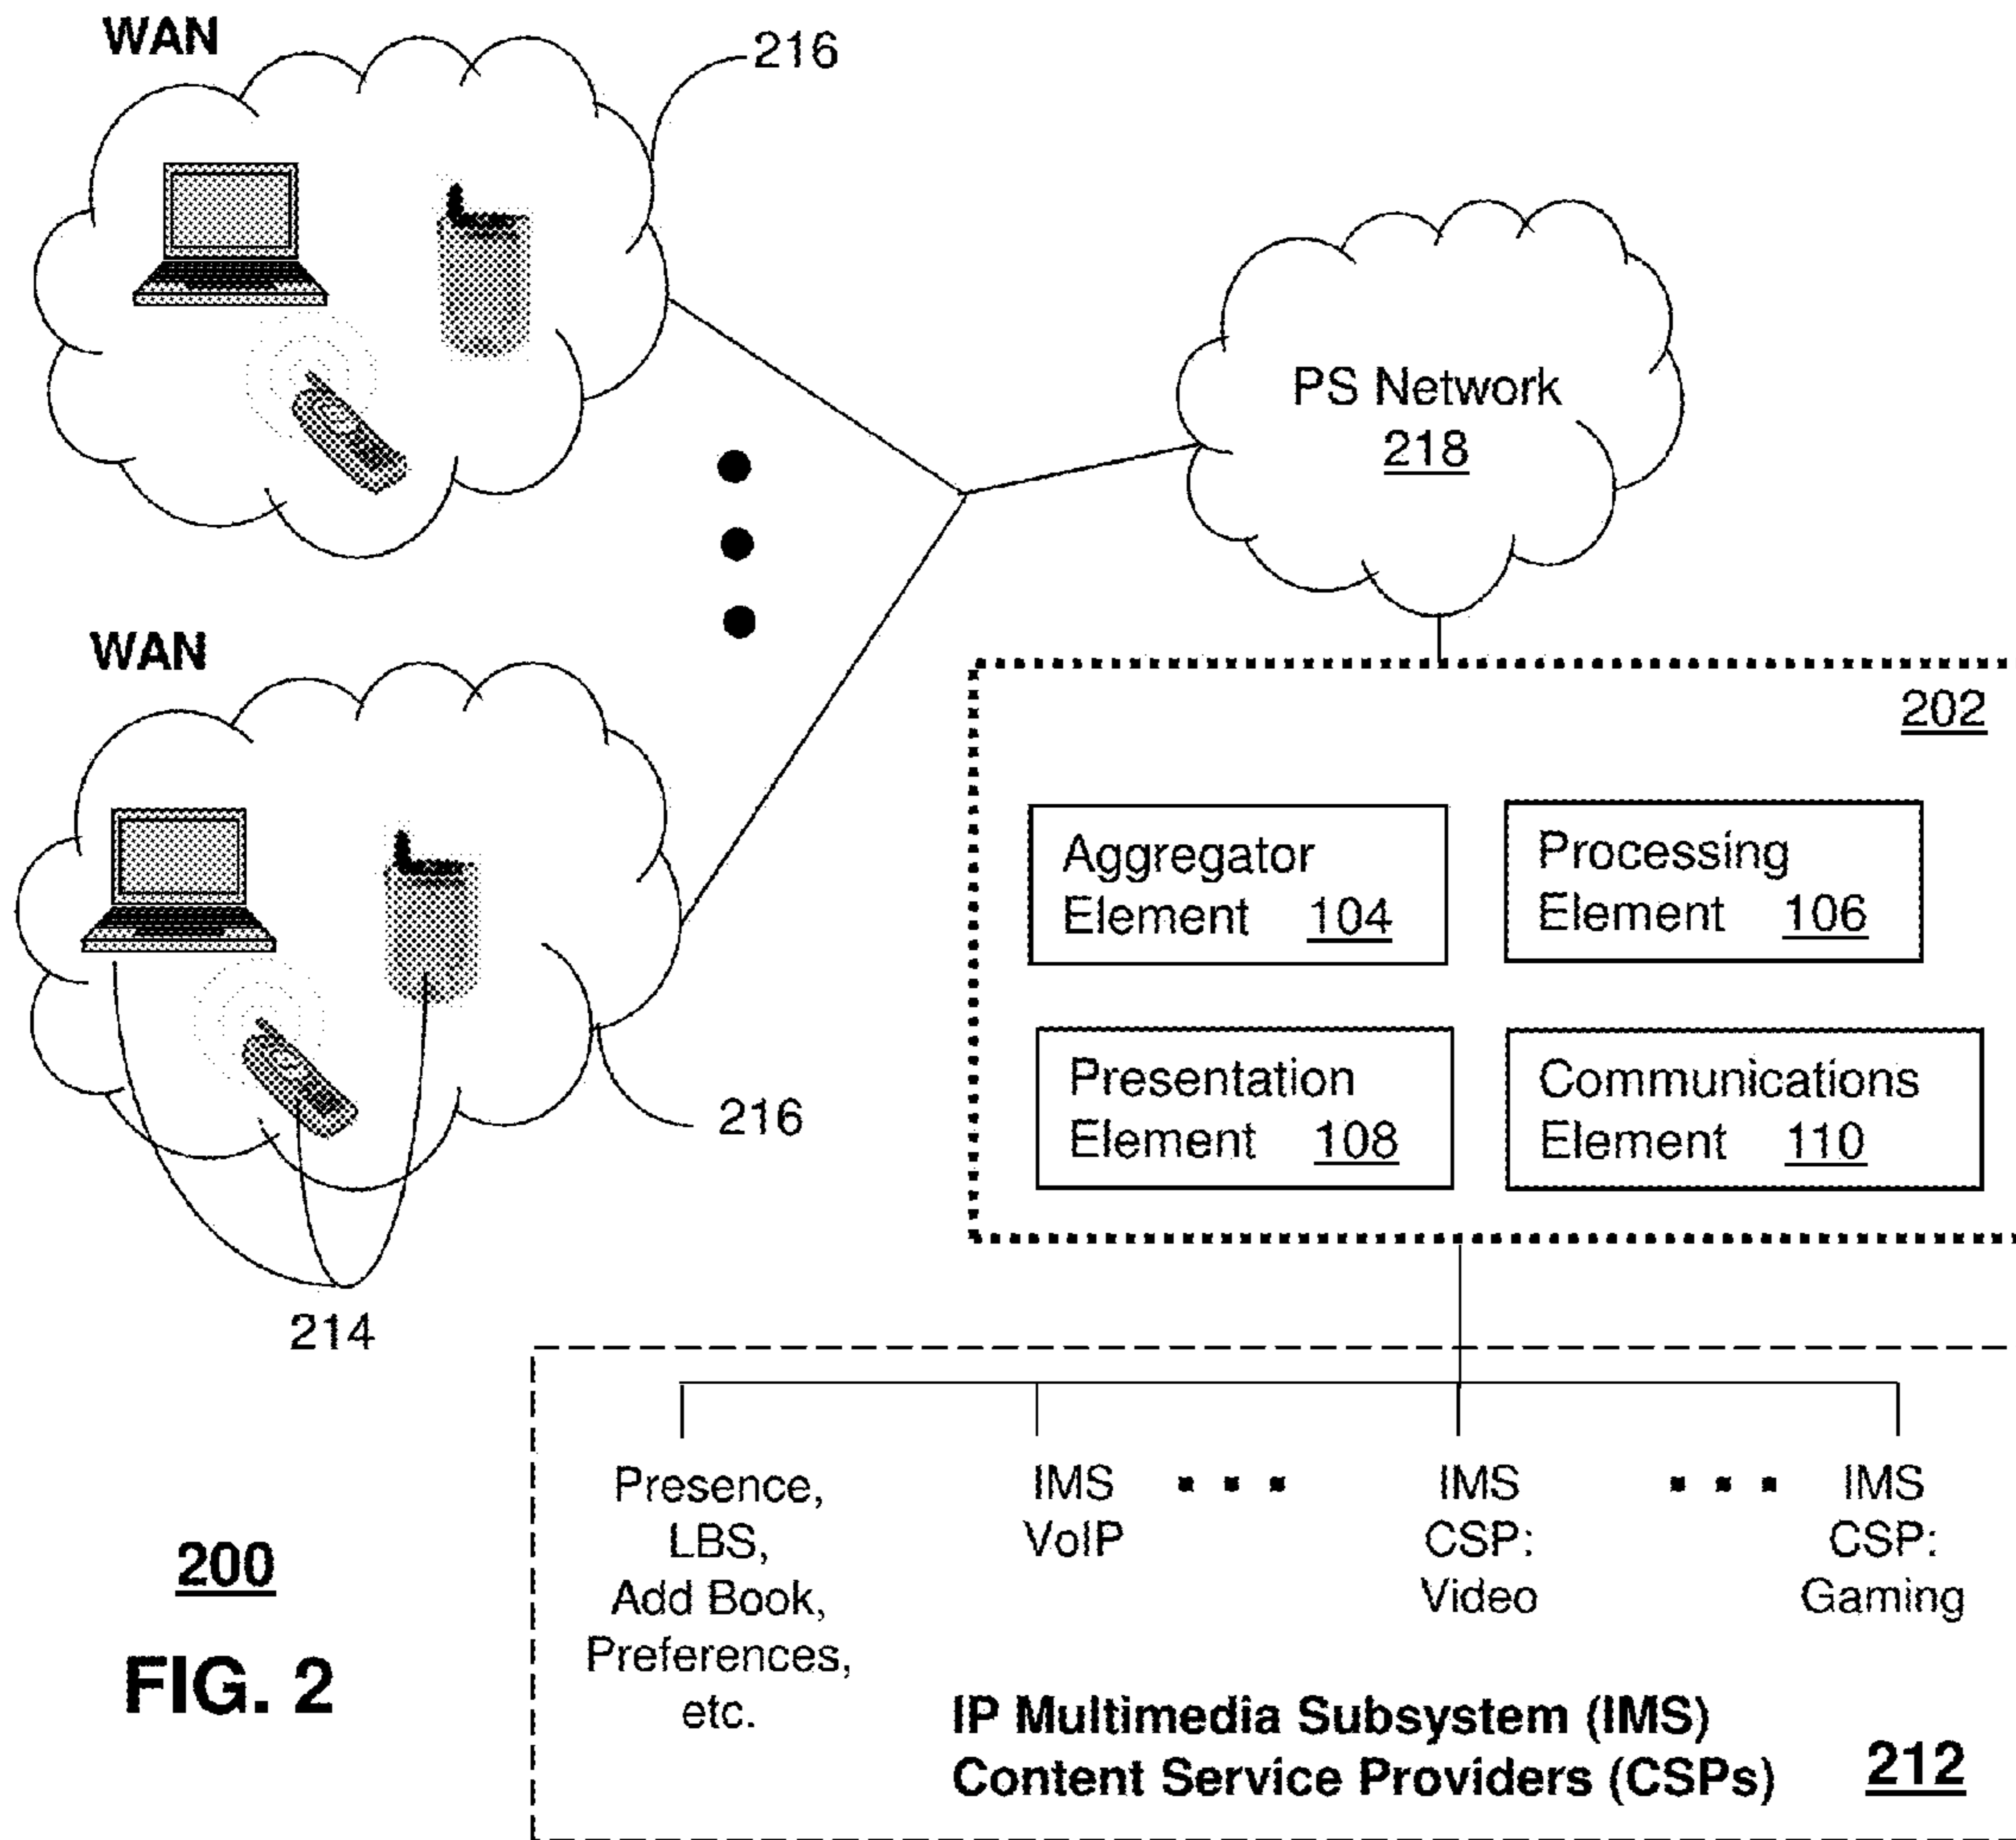 WAN
216
PS Network
218
WAN
202
Aggregator
Element 104
Processing
Element 106
Presentation
Element 108
Communications
Element 110
216
214
Presence,
LBS,
Add Book,
Preferences,
etc.
IMS
VoIP
IMS
CSP:
Video
IMS
CSP:
Gaming
IP Multimedia Subsystem (IMS)
Content Service Providers (CSPs)
212
200
FIG. 2